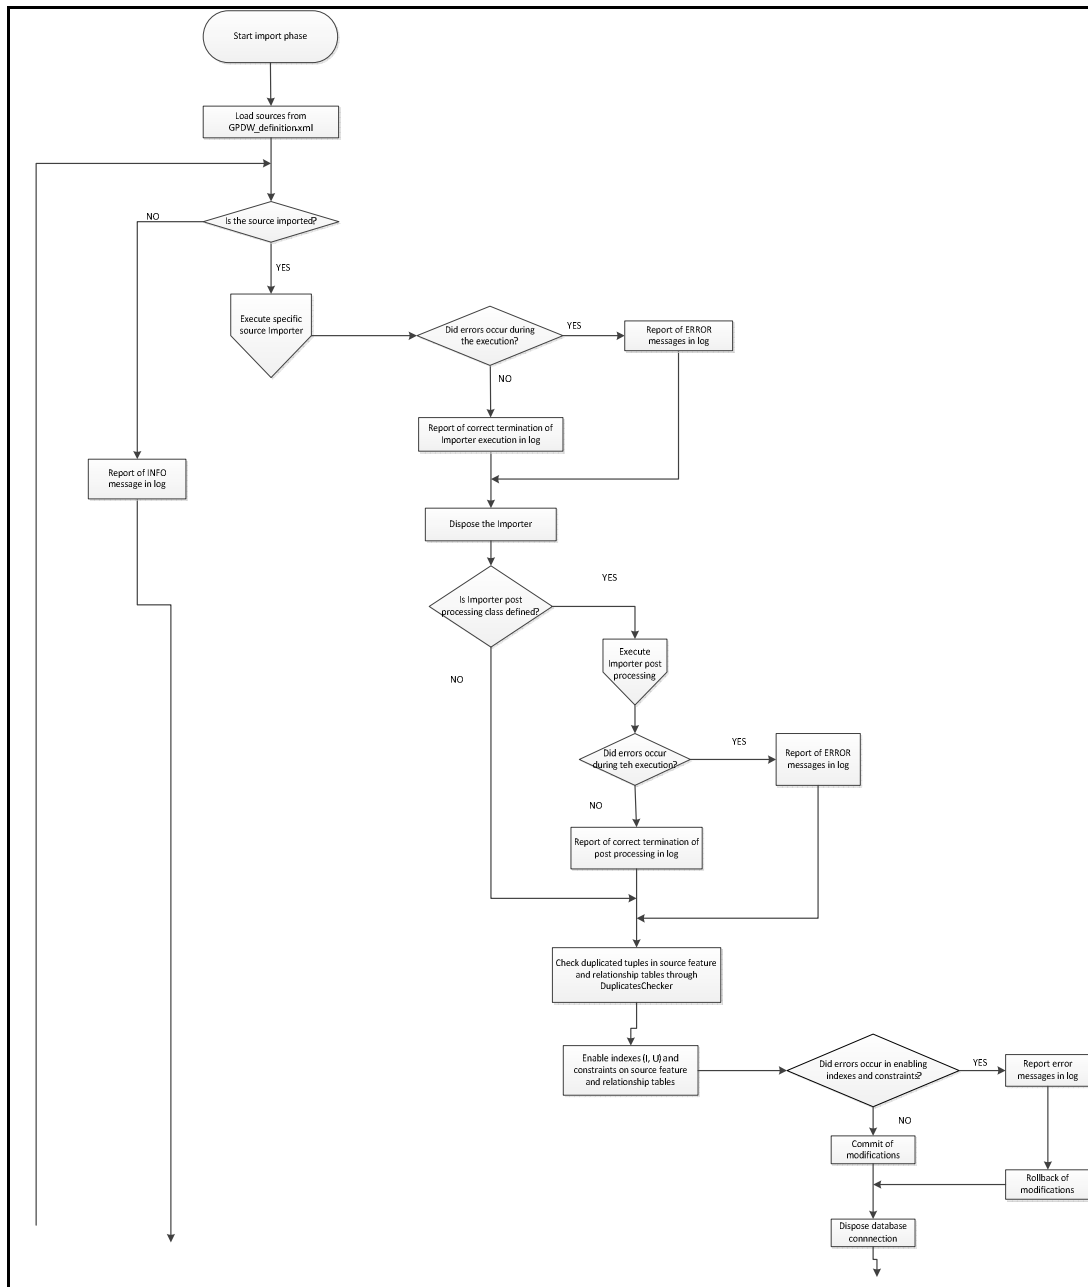 Start import phase
Load sources from
GPDW_definition.xml
Is the source imported?
NO
YES
Execute specific
source Importer
Did errors occur during
the execution?
YES
Report of ERROR
messages in log
NO
Report of correct termination of
Importer execution in log
Report of INFO
message in log
Dispose the Importer
Is Importer post
processing class defined?
YES
NO
Execute
Importer post
processing
Did errors occur
during teh execution?
YES
Report of ERROR
messages in log
NO
Report of correct termination of
post processing in log
Check duplicated tuples in source feature
and relationship tables through
DuplicatesChecker
Enable indexes (I, U) and
constraints on source feature
and relationship tables
Did errors occur in enabling
indexes and constraints?
YES
Report error
messages in log
NO
Commit of
modifications
Rollback of
modifications
Dispose database
connnection